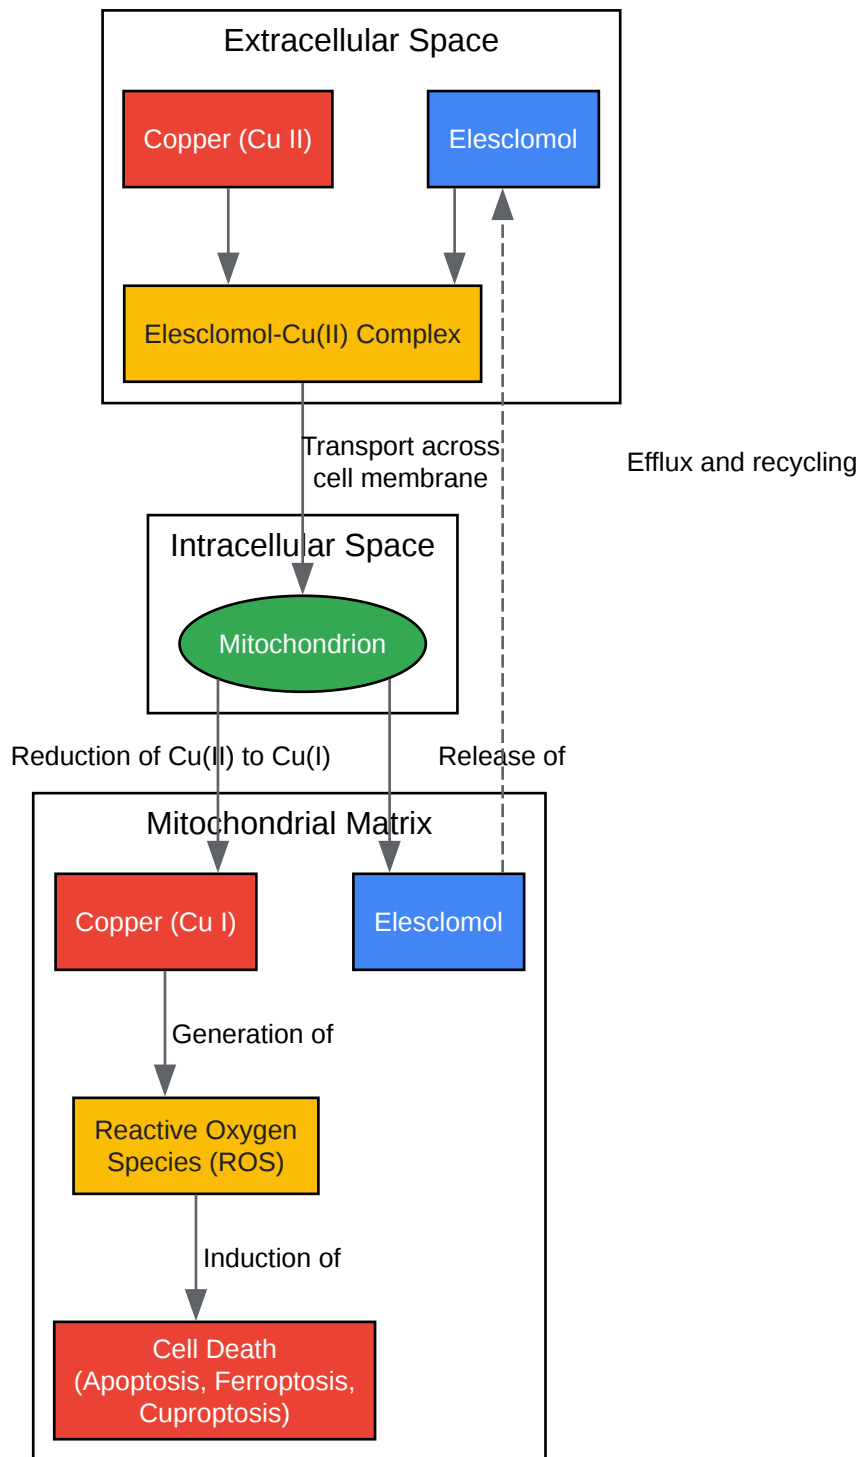 Extracellular Space
Copper (Cu II)
Elesclomol
Elesclomol-Cu(II) Complex
Transport across
cell membrane
Efflux and recycling
Intracellular Space
Mitochondrion
Reduction of Cu(II) to Cu(I)
Release of
Mitochondrial Matrix
Copper (Cu I)
Elesclomol
Generation of
Reactive Oxygen
Species (ROS)
Induction of
Cell Death
(Apoptosis, Ferroptosis,
Cuproptosis)